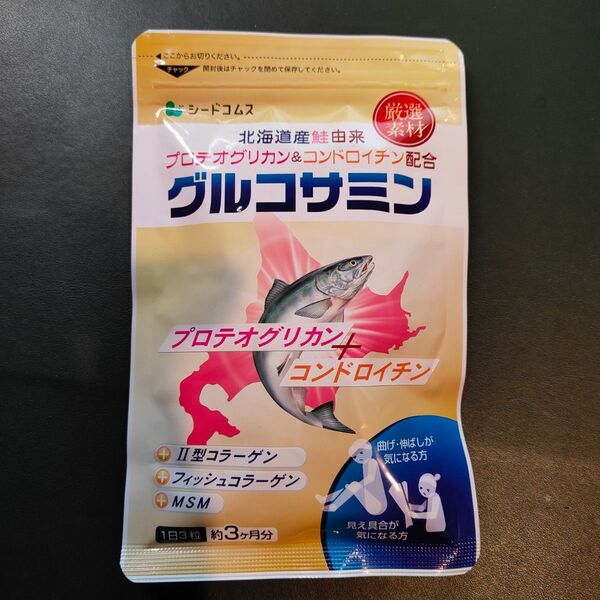 ここからお切りください。
チャック
開封後はチャックを閉めて保存してください。
シードコムス
厳選
素材
北海道産鮭由来
プロテオグリカン&コンドロイチン配合
グルコサミン
プロテオグリカン
+
コンドロイチン
+ II型コラーゲン
+ フィッシュコラーゲン
+ MSM
曲げ・伸ばしが
気になる方
見え具合が
気になる方
1日3粒 約3ヶ月分